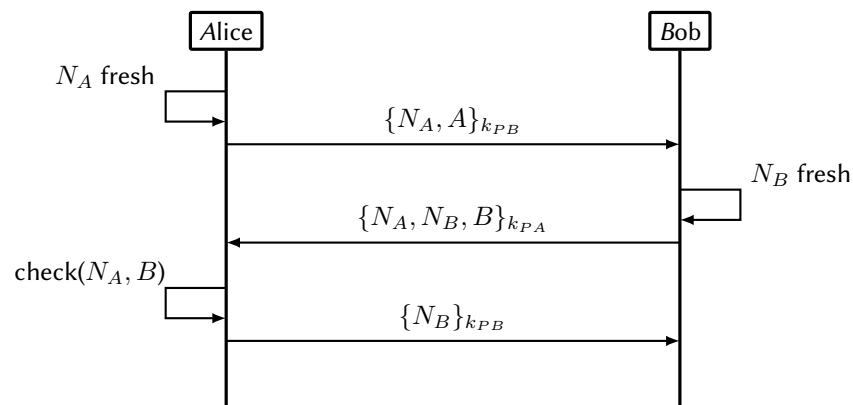 Alice
Bob
N_A fresh
{N_A, A}_{k_{PB}}
N_B fresh
{N_A, N_B, B}_{k_{PA}}
check(N_A, B)
{N_B}_{k_{PB}}